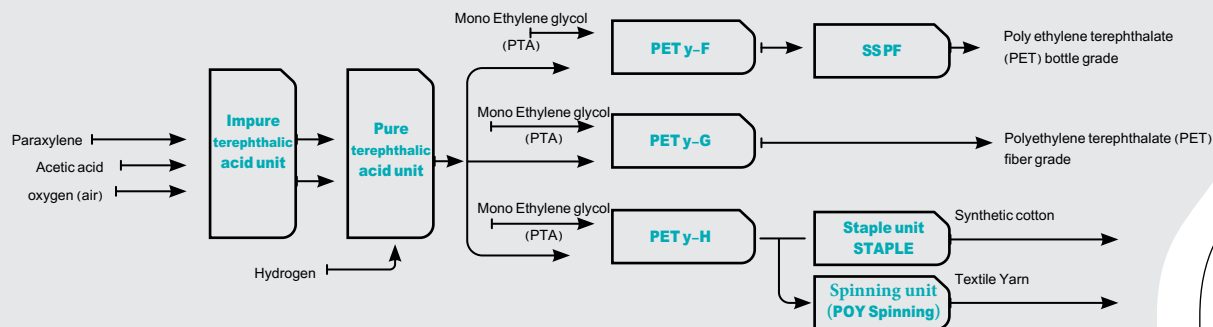 Mono Ethylene glycol
(PTA)
PET y-F
SSPF
Poly ethylene terephthalate
(PET) bottle grade
Impure
terephthalic
acid unit
Pure
terephthalic
acid unit
Paraxylene
Acetic acid
oxygen (air)
Hydrogen
Mono Ethylene glycol
(PTA)
PET y-G
Polyethylene terephthalate (PET)
fiber grade
Mono Ethylene glycol
(PTA)
PET y-H
Staple unit
STAPLE
Synthetic cotton
Spinning unit
(POY Spinning)
Textile Yarn